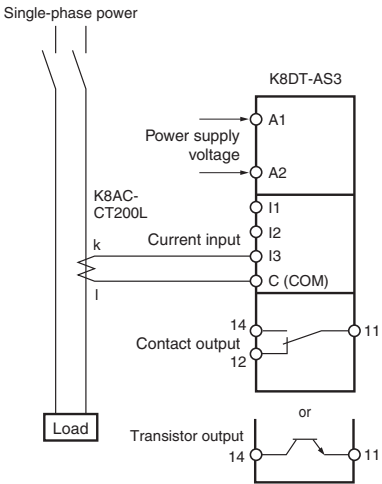 Single-phase power
K8DT-AS3
A1
Power supply
voltage
A2
K8AC-
CT200L
I1
I2
k
Current input
I3
C (COM)
l
14
11
Contact output
12
or
Load
Transistor output
14
11